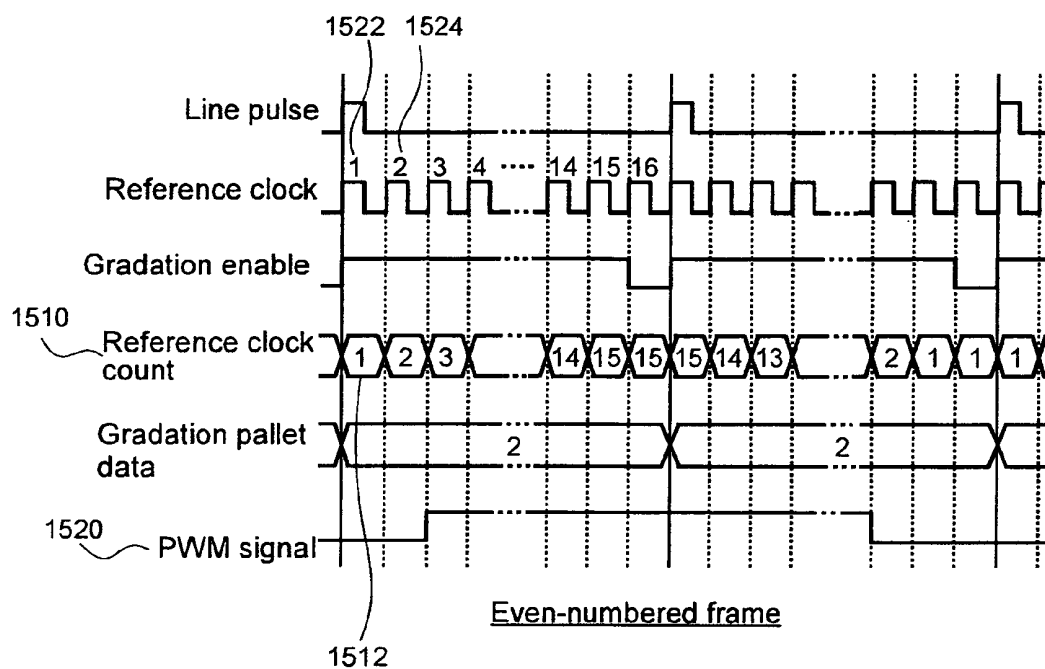 1522 1524
Line pulse
1 2 3 4 ···· 14 15 16
Reference clock
Gradation enable
1510
Reference clock
count
1 2 3 14 15 15 15 14 13 2 1 1 1
Gradation pallet
data
2 2
1520
PWM signal
Even-numbered frame
1512